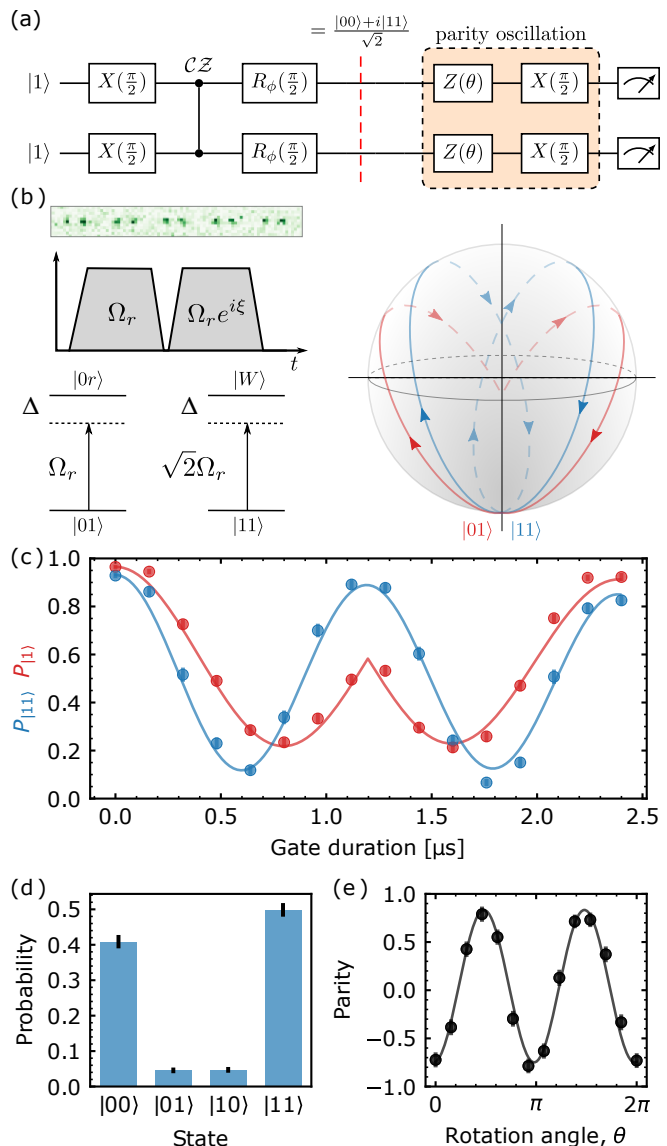 (a)
= |00⟩+i|11⟩ / √2
parity oscillation
CZ
|1⟩ X(π/2) R_ϕ(π/2) Z(θ) X(π/2)
|1⟩ X(π/2) R_ϕ(π/2) Z(θ) X(π/2)
(b)
Ω_r Ω_r e^{iξ}
t
|0r⟩ |W⟩
Δ Δ
Ω_r √2Ω_r
|01⟩ |11⟩
|01⟩ |11⟩
(c)
P_{|11⟩} P_{|1⟩}
1.0
0.8
0.6
0.4
0.2
0.0
0.0 0.5 1.0 1.5 2.0 2.5
Gate duration [μs]
(d)
Probability
0.5
0.4
0.3
0.2
0.1
0.0
|00⟩ |01⟩ |10⟩ |11⟩
State
(e)
Parity
1.0
0.5
0.0
−0.5
−1.0
0 π 2π
Rotation angle, θ